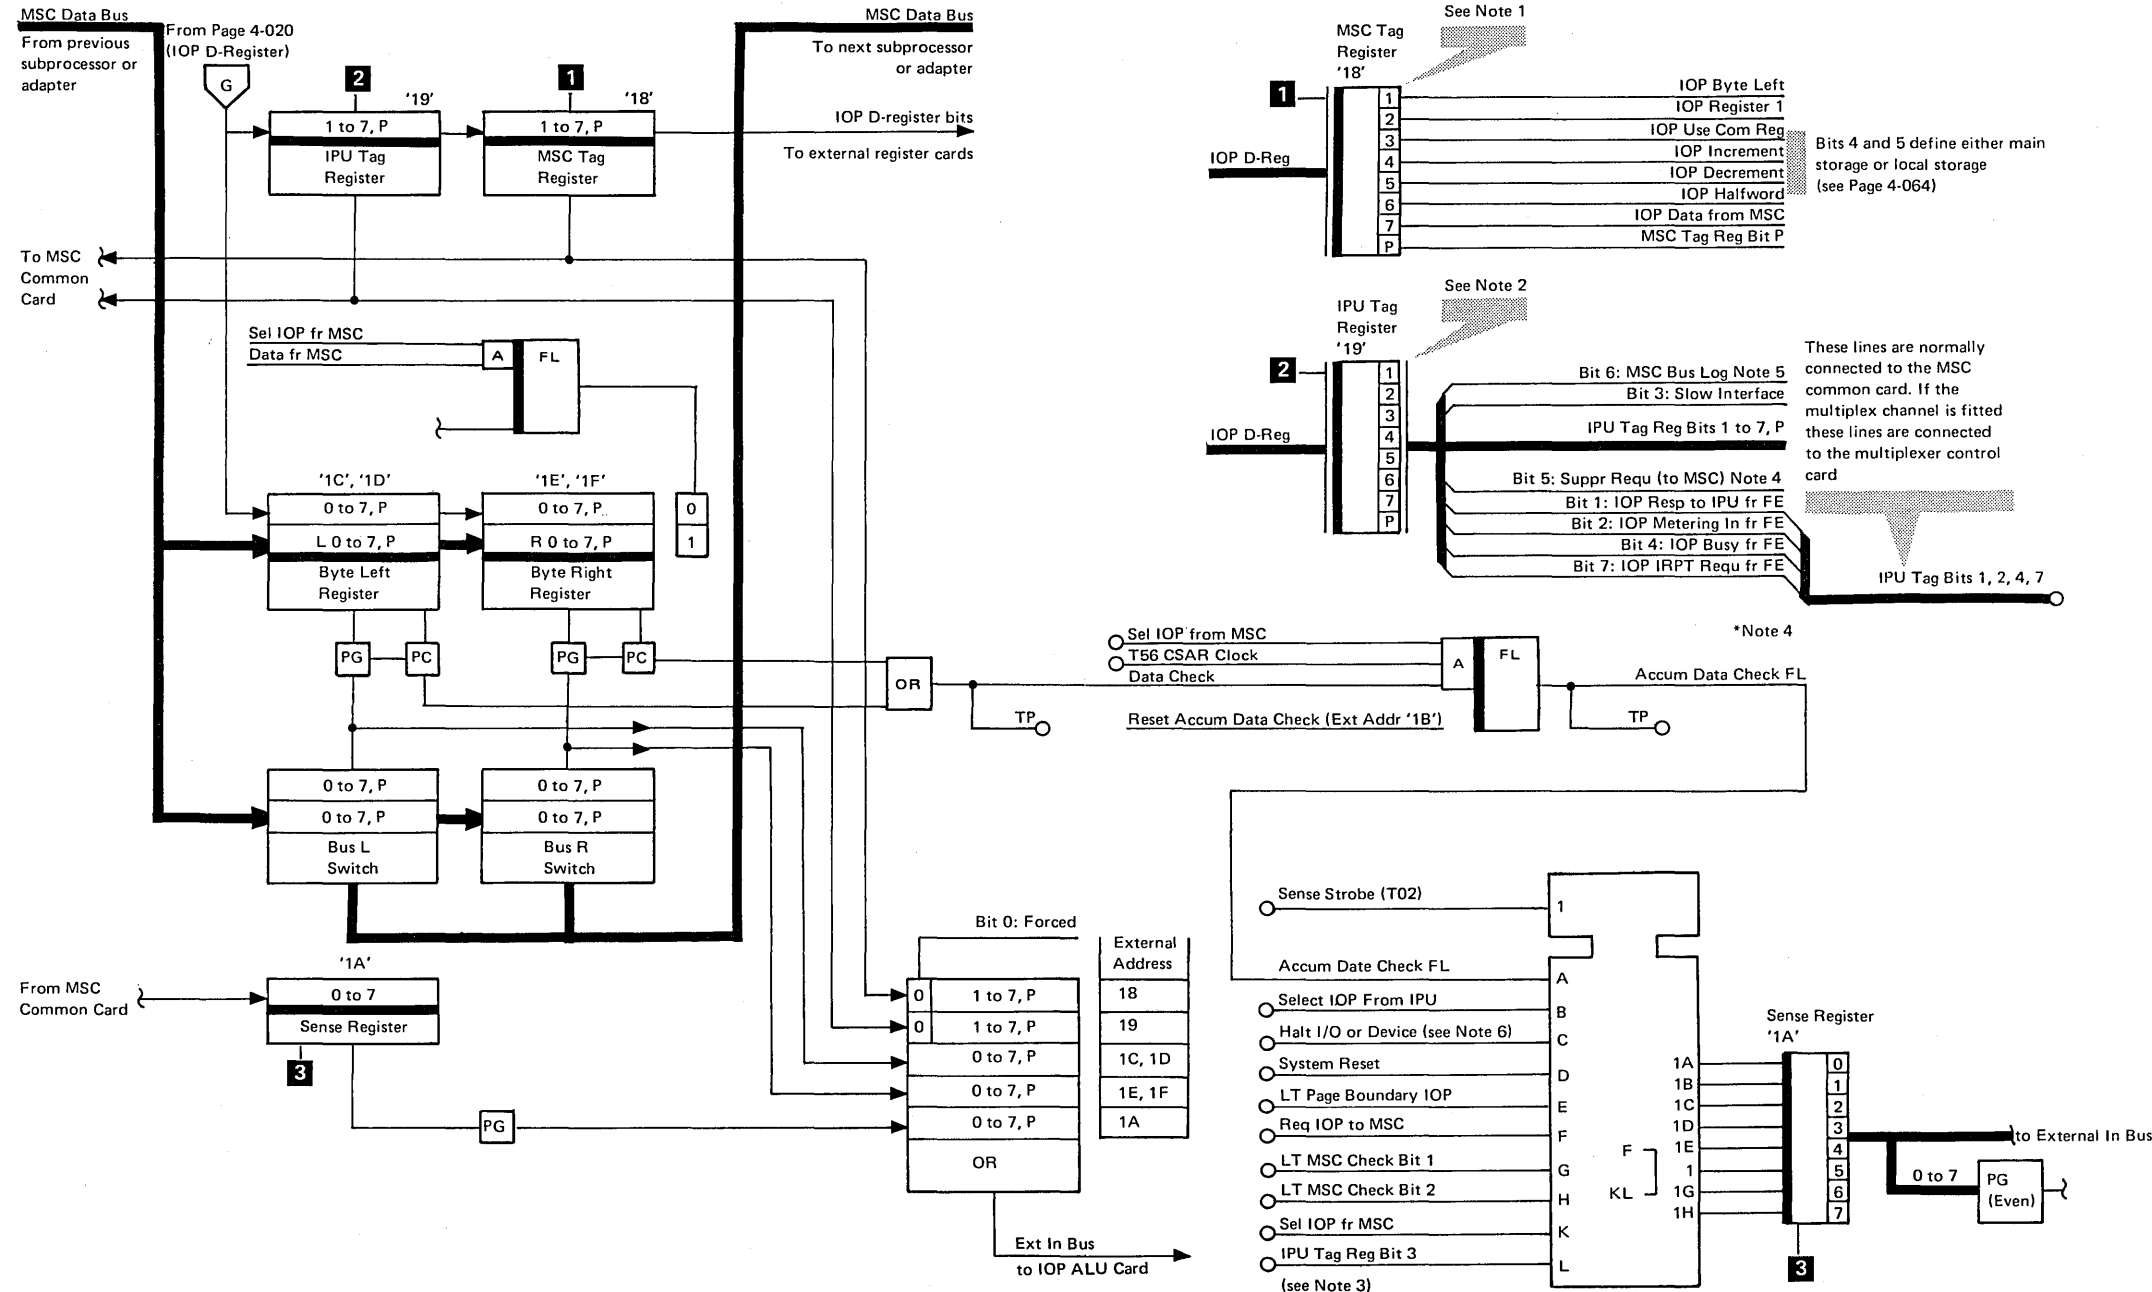 MSC Data Bus
From previous
subprocessor or
adapter
From Page 4-020
(IOP D-Register)
G
2
'19'
1 to 7, P
IPU Tag
Register
1
'18'
1 to 7, P
MSC Tag
Register
MSC Data Bus
To next subprocessor
or adapter
IOP D-register bits
To external register cards
To MSC
Common
Card
Sel IOP fr MSC
Data fr MSC
A
FL
'1C', '1D'
0 to 7, P
L 0 to 7, P
Byte Left
Register
'1E', '1F'
0 to 7, P
R 0 to 7, P
Byte Right
Register
0
1
PG
PC
PG
PC
OR
TP
0 to 7, P
0 to 7, P
Bus L
Switch
0 to 7, P
0 to 7, P
Bus R
Switch
From MSC
Common Card
'1A'
0 to 7
Sense Register
3
PG
Bit 0: Forced
0
1 to 7, P
0
1 to 7, P
0 to 7, P
0 to 7, P
0 to 7, P
OR
External
Address
18
19
1C, 1D
1E, 1F
1A
Ext In Bus
to IOP ALU Card
See Note 1
MSC Tag
Register
'18'
1
IOP D-Reg
1
2
3
4
5
6
7
P
IOP Byte Left
IOP Register 1
IOP Use Com Reg
IOP Increment
IOP Decrement
IOP Halfword
IOP Data from MSC
MSC Tag Reg Bit P
Bits 4 and 5 define either main
storage or local storage
(see Page 4-064)
See Note 2
IPU Tag
Register
'19'
2
IOP D-Reg
1
2
3
4
5
6
7
P
Bit 6: MSC Bus Log Note 5
Bit 3: Slow Interface
IPU Tag Reg Bits 1 to 7, P
Bit 5: Suppr Requ (to MSC) Note 4
Bit 1: IOP Resp to IPU fr FE
Bit 2: IOP Metering In fr FE
Bit 4: IOP Busy fr FE
Bit 7: IOP IRPT Requ fr FE
These lines are normally
connected to the MSC
common card. If the
multiplex channel is fitted
these lines are connected
to the multiplexer control
card
IPU Tag Bits 1, 2, 4, 7
*Note 4
Sel IOP from MSC
T56 CSAR Clock
Data Check
Reset Accum Data Check (Ext Addr '1B')
A
FL
Accum Data Check FL
TP
Sense Strobe (T02)
1
Accum Date Check FL
A
Select IOP From IPU
B
Halt I/O or Device (see Note 6)
C
System Reset
D
LT Page Boundary IOP
E
Req IOP to MSC
F
LT MSC Check Bit 1
G
LT MSC Check Bit 2
H
Sel IOP fr MSC
K
IPU Tag Reg Bit 3
L
(see Note 3)
F
KL
1A
1B
1C
1D
1E
1
1G
1H
Sense Register
'1A'
0
1
2
3
4
5
6
7
3
to External In Bus
0 to 7
PG
(Even)